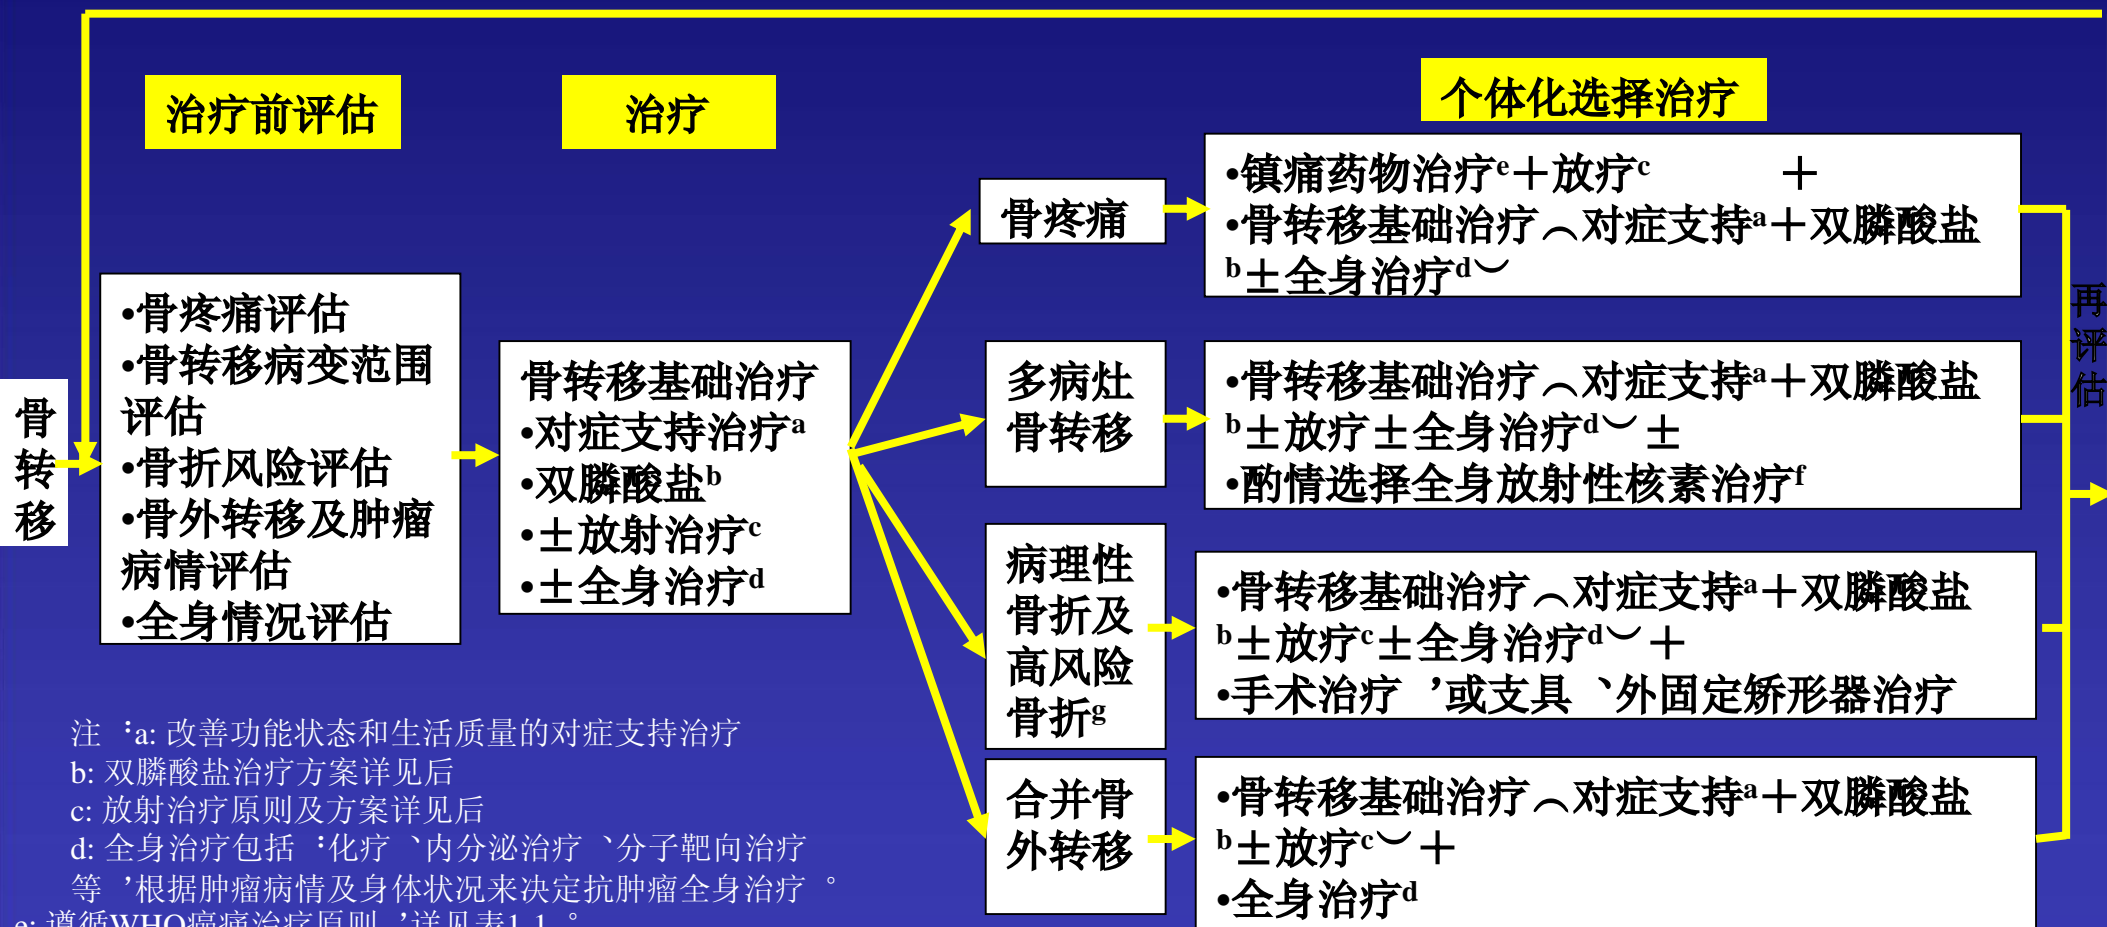 治疗前评估
治疗
个体化选择治疗
骨
转
移
•骨疼痛评估
•骨转移病变范围
评估
•骨折风险评估
•骨外转移及肿瘤
病情评估
•全身情况评估
骨转移基础治疗
•对症支持治疗a
•双膦酸盐b
•±放射治疗c
•±全身治疗d
骨疼痛
•镇痛药物治疗e＋放疗c ＋
•骨转移基础治疗（对症支持a＋双膦酸盐
b±全身治疗d）
多病灶
骨转移
•骨转移基础治疗（对症支持a＋双膦酸盐
b±放疗±全身治疗d）±
•酌情选择全身放射性核素治疗f
病理性
骨折及
高风险
骨折g
•骨转移基础治疗（对症支持a＋双膦酸盐
b±放疗c±全身治疗d）＋
•手术治疗，或支具、外固定矫形器治疗
合并骨
外转移
•骨转移基础治疗（对症支持a＋双膦酸盐
b±放疗c）＋
•全身治疗d
再
评
估
注：a: 改善功能状态和生活质量的对症支持治疗
b: 双膦酸盐治疗方案详见后
c: 放射治疗原则及方案详见后
d: 全身治疗包括：化疗、内分泌治疗、分子靶向治疗
等，根据肿瘤病情及身体状况来决定抗肿瘤全身治疗。
e: 遵循WHO癌痛治疗原则，详见表1-1。